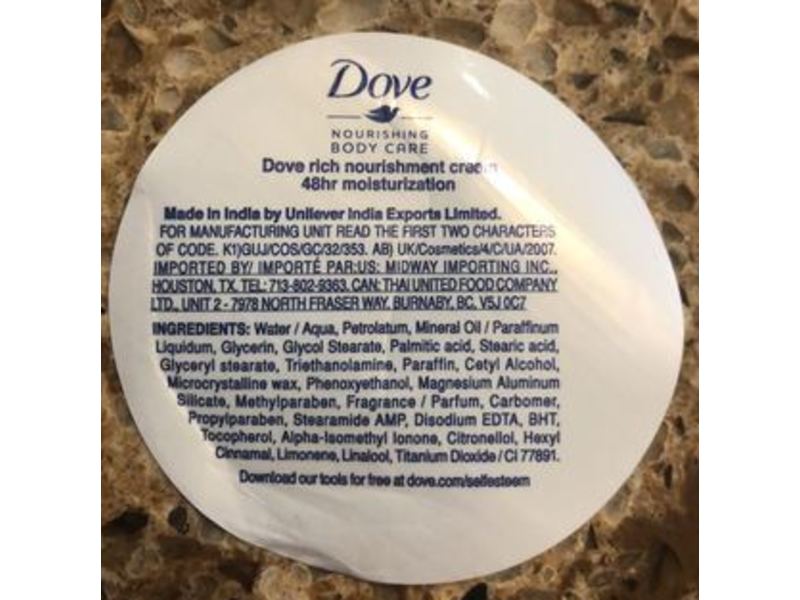 Dove
NOURISHING
BODY CARE
Dove rich nourishment cream
48hr moisturization
Made in India by Unilever India Exports Limited.
FOR MANUFACTURING UNIT READ THE FIRST TWO CHARACTERS
OF CODE. K1)GUJ/COS/GC/32/353. AB) UK/Cosmetics/4/C/UA/2007.
IMPORTED BY/ IMPORTÉ PAR:US: MIDWAY IMPORTING INC.,
HOUSTON, TX. TEL: 713-802-9363. CAN: THAI UNITED FOOD COMPANY
LTD., UNIT 2 - 7978 NORTH FRASER WAY. BURNABY, BC. V5J 0C7
INGREDIENTS: Water / Aqua, Petrolatum, Mineral Oil / Paraffinum
Liquidum, Glycerin, Glycol Stearate, Palmitic acid, Stearic acid,
Glyceryl stearate, Triethanolamine, Paraffin, Cetyl Alcohol,
Microcrystalline wax, Phenoxyethanol, Magnesium Aluminum
Silicate, Methylparaben, Fragrance / Parfum, Carbomer,
Propylparaben, Stearamide AMP, Disodium EDTA, BHT,
Tocopherol, Alpha-Isomethyl Ionone, Citronellol, Hexyl
Cinnamal, Limonene, Linalool, Titanium Dioxide / CI 77891.
Download our tools for free at dove.com/selfesteem